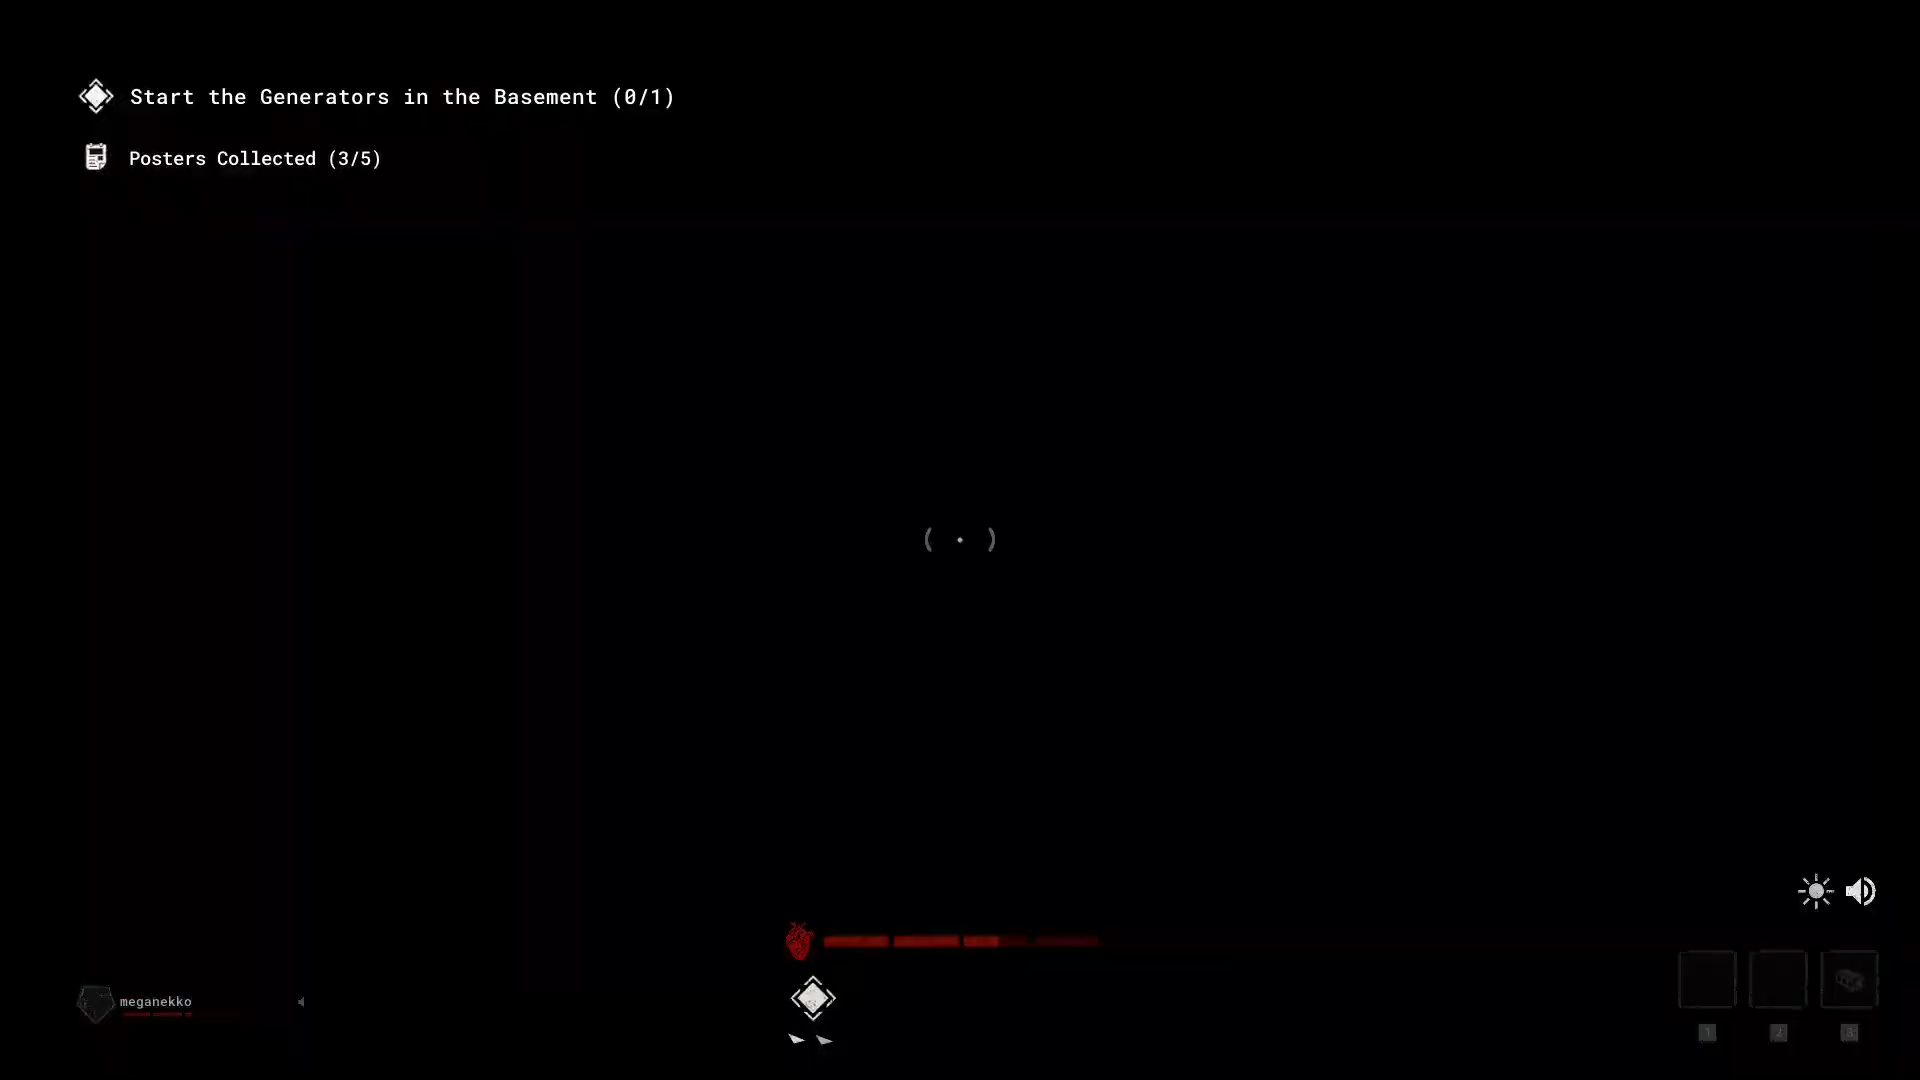 Start the Generators in the Basement (0/1)
Posters Collected (3/5)
meganekko
1 2 3